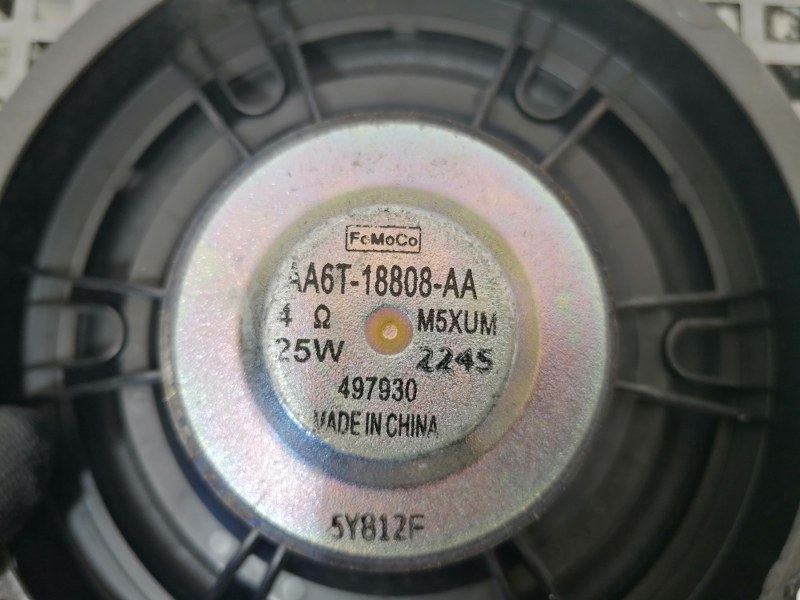 FoMoCo
AA6T-18808-AA
4 Ω M5XUM
25W 2245
497930
MADE IN CHINA
5Y812F